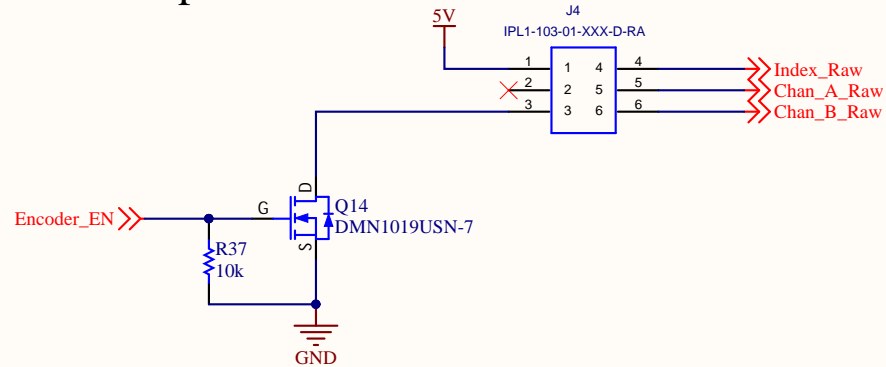 5V
J4
IPL1-103-01-XXX-D-RA
1 1 4 4 Index_Raw
2 2 5 5 Chan_A_Raw
3 3 6 6 Chan_B_Raw
D
Encoder_EN G Q14
DMN1019USN-7
S
R37
10k
GND